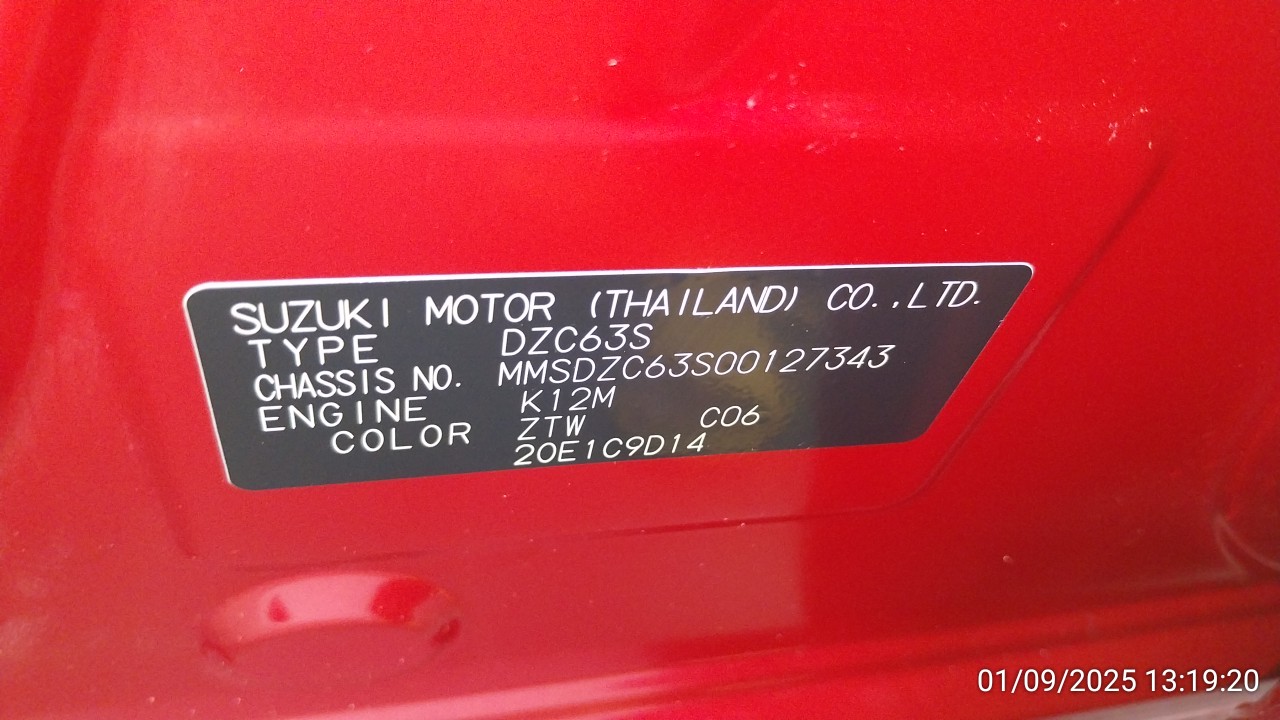 SUZUKI MOTOR (THAILAND) CO.,LTD.
TYPE DZC63S
CHASSIS NO. MMSDZC63S00127343
ENGINE K12M
COLOR ZTW C06
20E1C9D14
01/09/2025 13:19:20